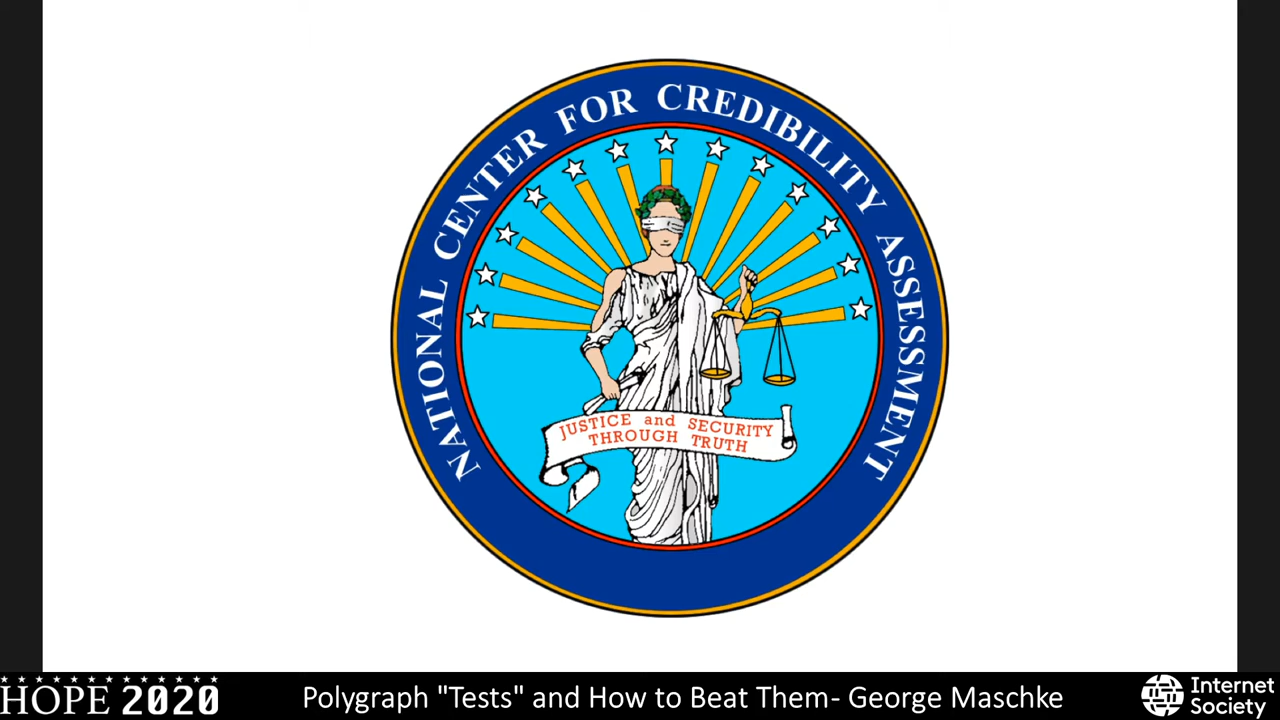 NATIONAL CENTER FOR CREDIBILITY ASSESSMENT
JUSTICE and SECURITY
THROUGH TRUTH
HOPE 2020
Polygraph "Tests" and How to Beat Them- George Maschke
Internet
Society